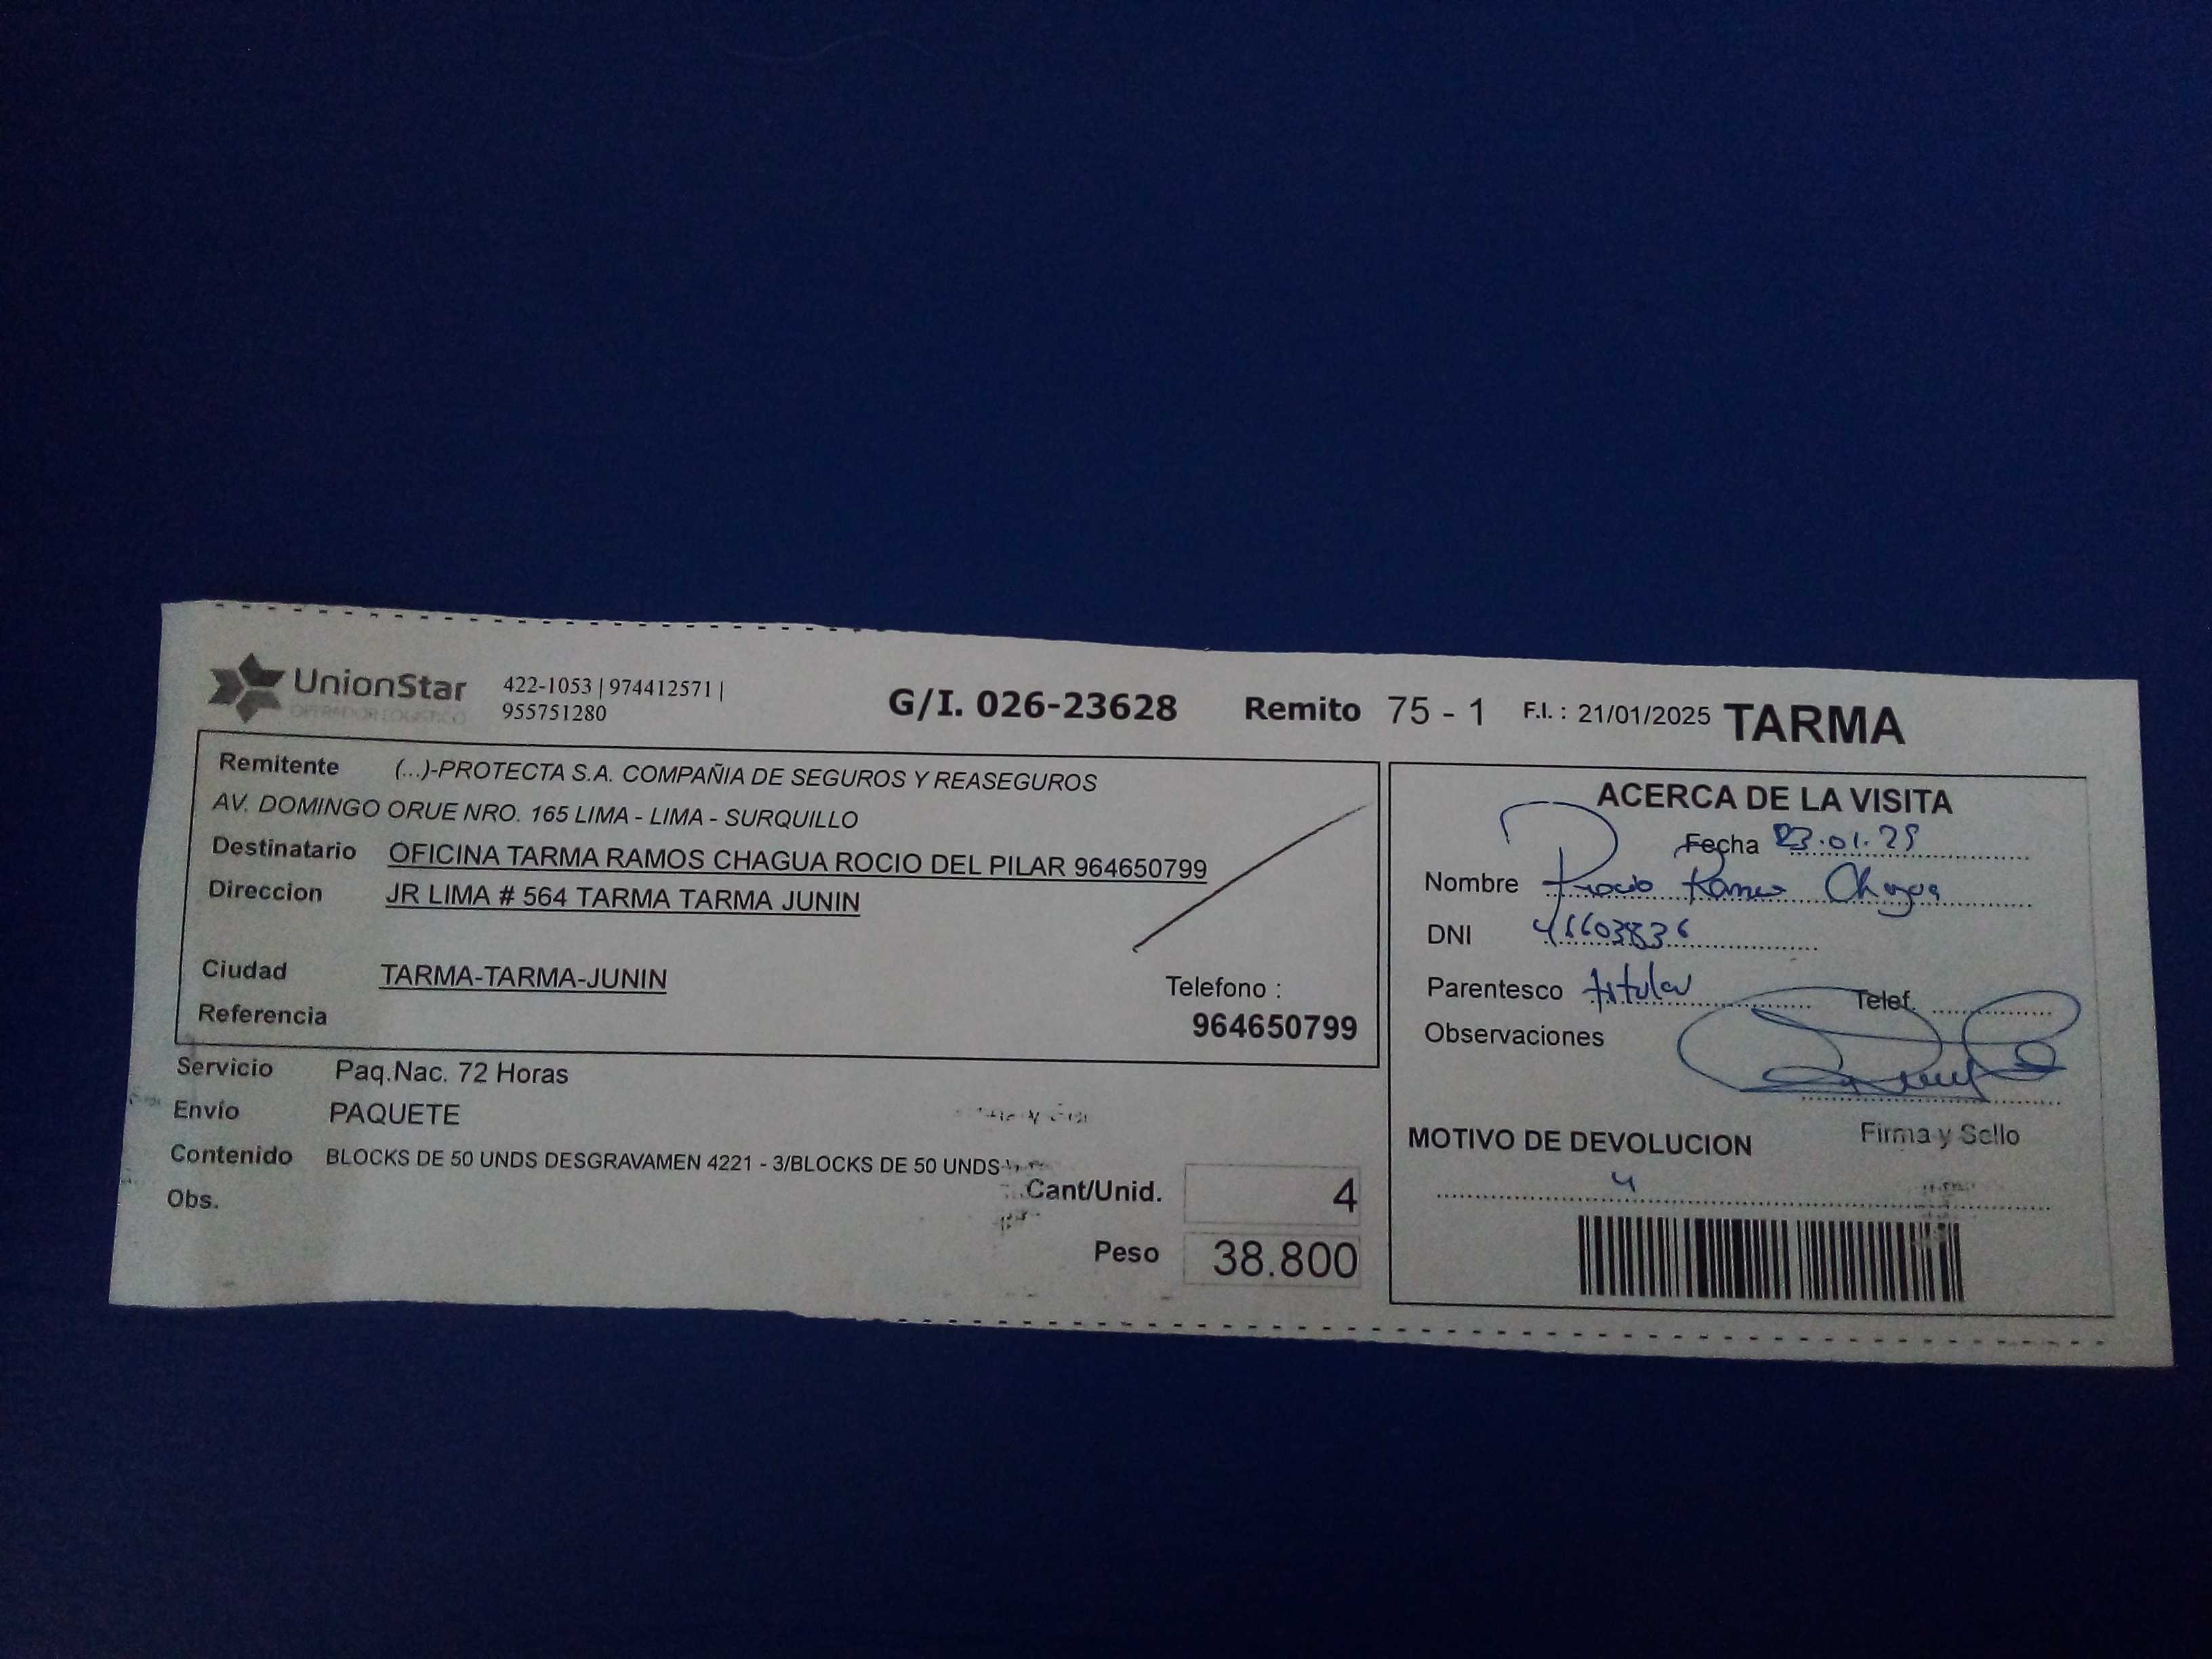 UnionStar
OPERADOR LOGISTICO
422-1053 | 974412571 |
955751280
G/I. 026-23628
Remito 75 - 1
F.I. : 21/01/2025
TARMA
Remitente (...)-PROTECTA S.A. COMPAÑIA DE SEGUROS Y REASEGUROS
AV. DOMINGO ORUE NRO. 165 LIMA - LIMA - SURQUILLO
Destinatario OFICINA TARMA RAMOS CHAGUA ROCIO DEL PILAR 964650799
Direccion JR LIMA # 564 TARMA TARMA JUNIN
Ciudad TARMA-TARMA-JUNIN
Telefono :
Referencia
964650799
Servicio Paq.Nac. 72 Horas
Envío PAQUETE
Contenido BLOCKS DE 50 UNDS DESGRAVAMEN 4221 - 3/BLOCKS DE 50 UNDS
Obs.
Cant/Unid. 4
Peso 38.800
ACERCA DE LA VISITA
Fecha 23.01.25
Nombre Rocio Ramos Chagua
DNI
Parentesco titular
Telef.
Observaciones
Firma y Sello
MOTIVO DE DEVOLUCION
4